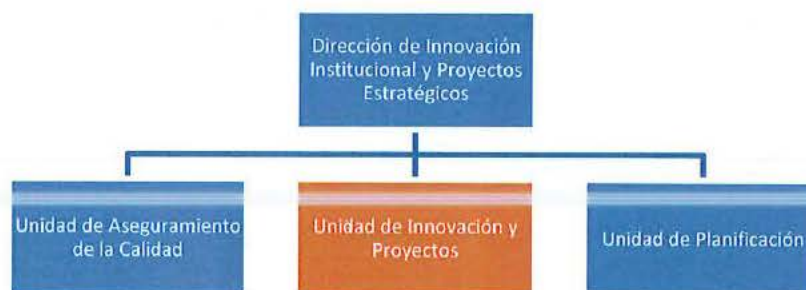 Dirección de Innovación
Institucional y Proyectos
Estratégicos
Unidad de Aseguramiento
de la Calidad
Unidad de Innovación y
Proyectos
Unidad de Planificación